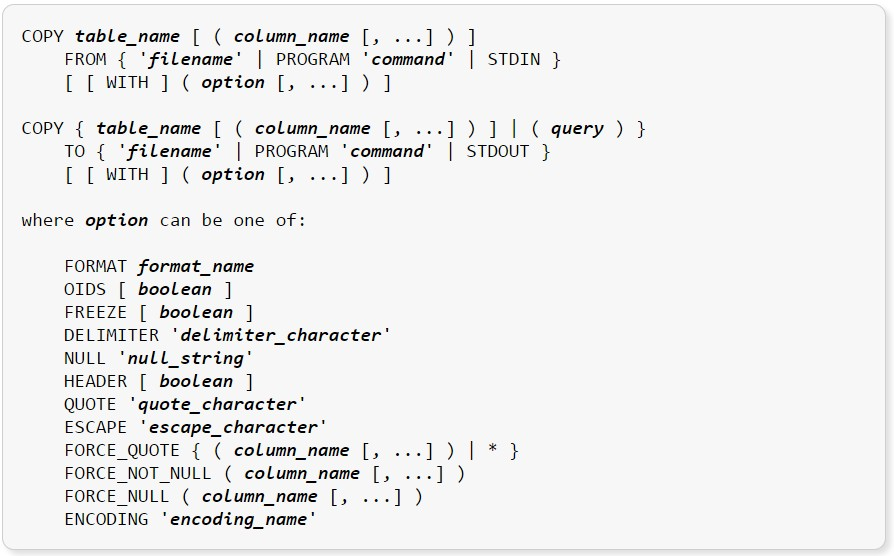 COPY table_name [ ( column_name [, ...] ) ]
    FROM { 'filename' | PROGRAM 'command' | STDIN }
    [ [ WITH ] ( option [, ...] ) ]

COPY { table_name [ ( column_name [, ...] ) ] | ( query ) }
    TO { 'filename' | PROGRAM 'command' | STDOUT }
    [ [ WITH ] ( option [, ...] ) ]

where option can be one of:

    FORMAT format_name
    OIDS [ boolean ]
    FREEZE [ boolean ]
    DELIMITER 'delimiter_character'
    NULL 'null_string'
    HEADER [ boolean ]
    QUOTE 'quote_character'
    ESCAPE 'escape_character'
    FORCE_QUOTE { ( column_name [, ...] ) | * }
    FORCE_NOT_NULL ( column_name [, ...] )
    FORCE_NULL ( column_name [, ...] )
    ENCODING 'encoding_name'